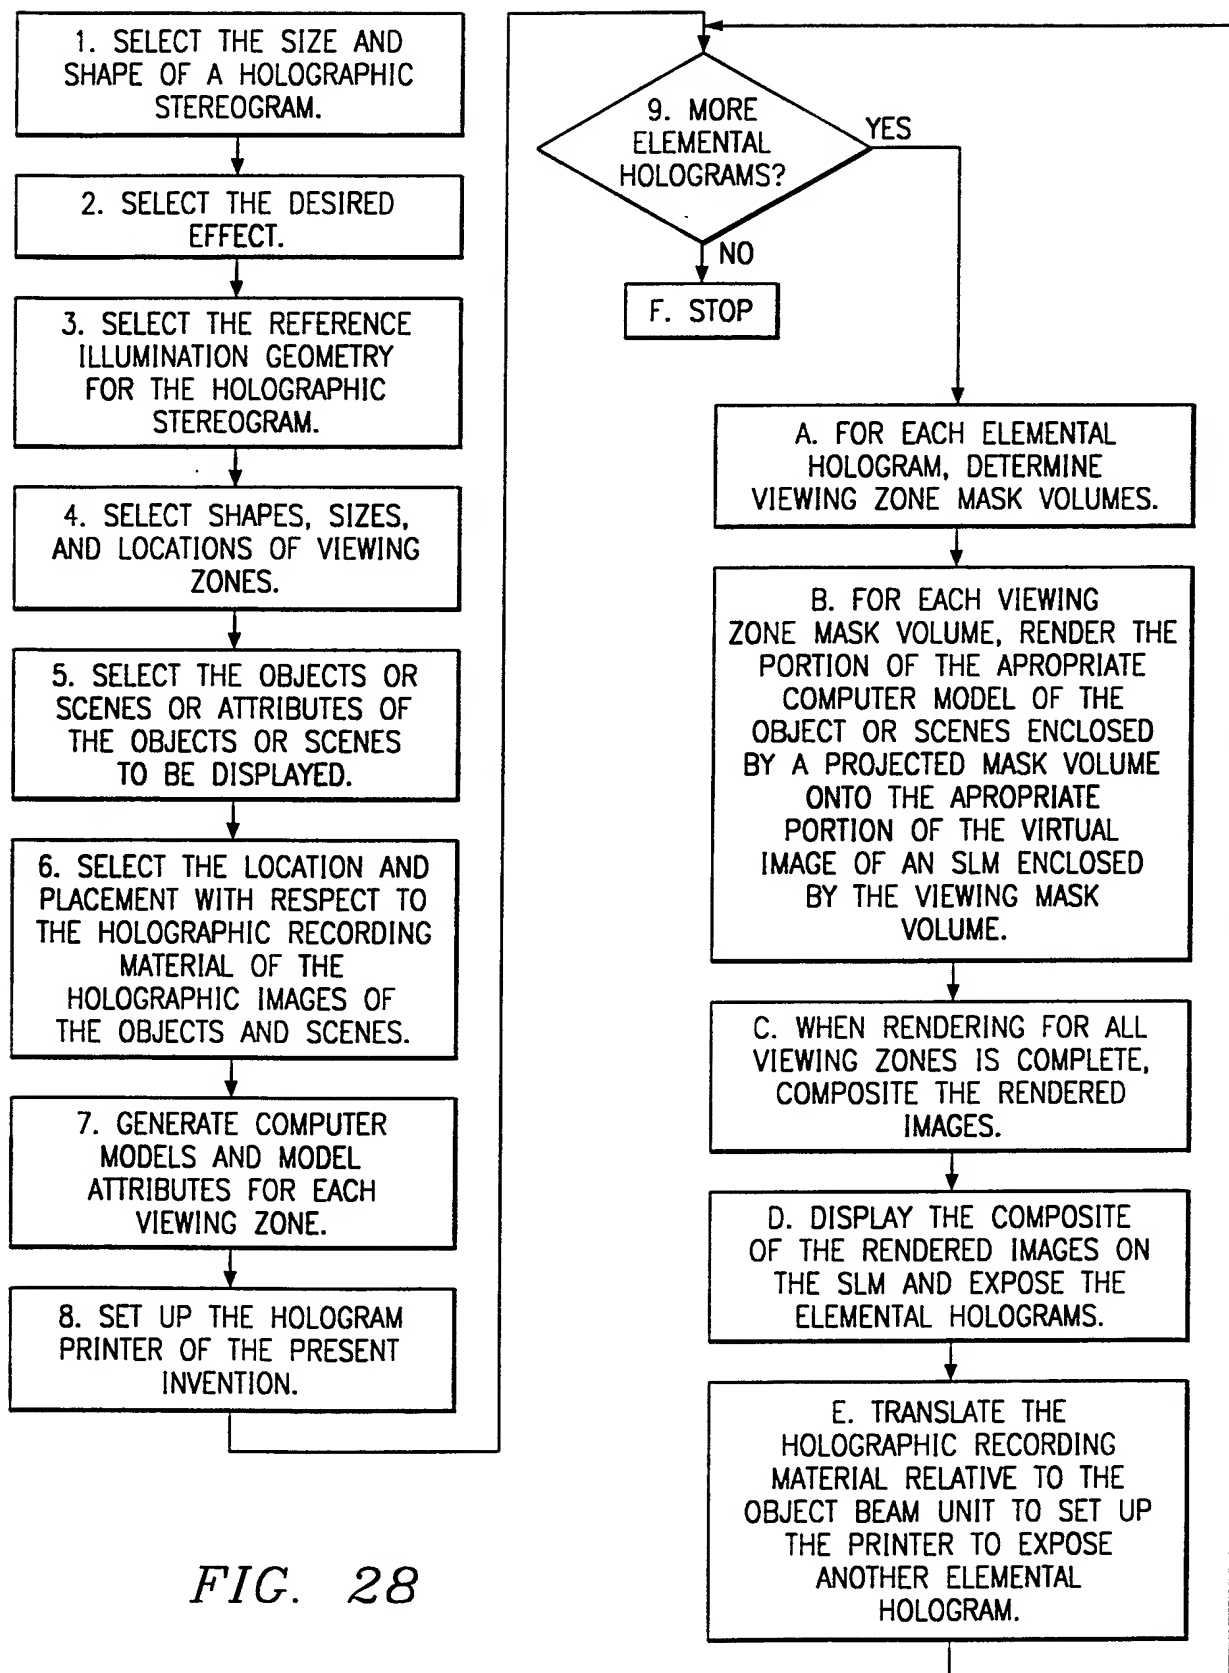 1. SELECT THE SIZE AND
SHAPE OF A HOLOGRAPHIC
STEREOGRAM.
2. SELECT THE DESIRED
EFFECT.
3. SELECT THE REFERENCE
ILLUMINATION GEOMETRY
FOR THE HOLOGRAPHIC
STEREOGRAM.
4. SELECT SHAPES, SIZES,
AND LOCATIONS OF VIEWING
ZONES.
5. SELECT THE OBJECTS OR
SCENES OR ATTRIBUTES OF
THE OBJECTS OR SCENES
TO BE DISPLAYED.
6. SELECT THE LOCATION AND
PLACEMENT WITH RESPECT TO
THE HOLOGRAPHIC RECORDING
MATERIAL OF THE
HOLOGRAPHIC IMAGES OF
THE OBJECTS AND SCENES.
7. GENERATE COMPUTER
MODELS AND MODEL
ATTRIBUTES FOR EACH
VIEWING ZONE.
8. SET UP THE HOLOGRAM
PRINTER OF THE PRESENT
INVENTION.
9. MORE
ELEMENTAL
HOLOGRAMS?
YES
NO
F. STOP
A. FOR EACH ELEMENTAL
HOLOGRAM, DETERMINE
VIEWING ZONE MASK VOLUMES.
B. FOR EACH VIEWING
ZONE MASK VOLUME, RENDER THE
PORTION OF THE APROPRIATE
COMPUTER MODEL OF THE
OBJECT OR SCENES ENCLOSED
BY A PROJECTED MASK VOLUME
ONTO THE APROPRIATE
PORTION OF THE VIRTUAL
IMAGE OF AN SLM ENCLOSED
BY THE VIEWING MASK
VOLUME.
C. WHEN RENDERING FOR ALL
VIEWING ZONES IS COMPLETE,
COMPOSITE THE RENDERED
IMAGES.
D. DISPLAY THE COMPOSITE
OF THE RENDERED IMAGES ON
THE SLM AND EXPOSE THE
ELEMENTAL HOLOGRAMS.
E. TRANSLATE THE
HOLOGRAPHIC RECORDING
MATERIAL RELATIVE TO THE
OBJECT BEAM UNIT TO SET UP
THE PRINTER TO EXPOSE
ANOTHER ELEMENTAL
HOLOGRAM.
FIG. 28